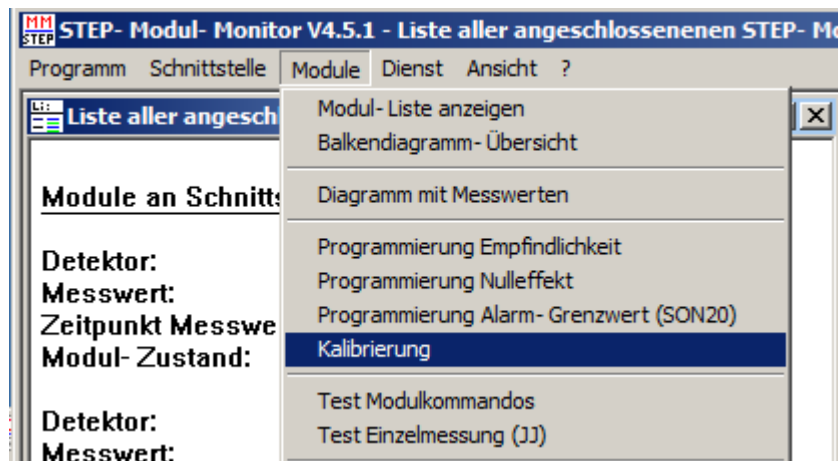 MM STEP STEP- Modul- Monitor V4.5.1 - Liste aller angeschlossenenen STEP- Mo
Programm Schnittstelle Module Dienst Ansicht ?
Li: Liste aller angesch
Modul- Liste anzeigen
Balkendiagramm- Übersicht
Diagramm mit Messwerten
Programmierung Empfindlichkeit
Programmierung Nulleffekt
Programmierung Alarm- Grenzwert (SON20)
Kalibrierung
Test Modulkommandos
Test Einzelmessung (JJ)
Module an Schnitts
Detektor:
Messwert:
Zeitpunkt Messwe
Modul- Zustand:
Detektor:
Messwert: